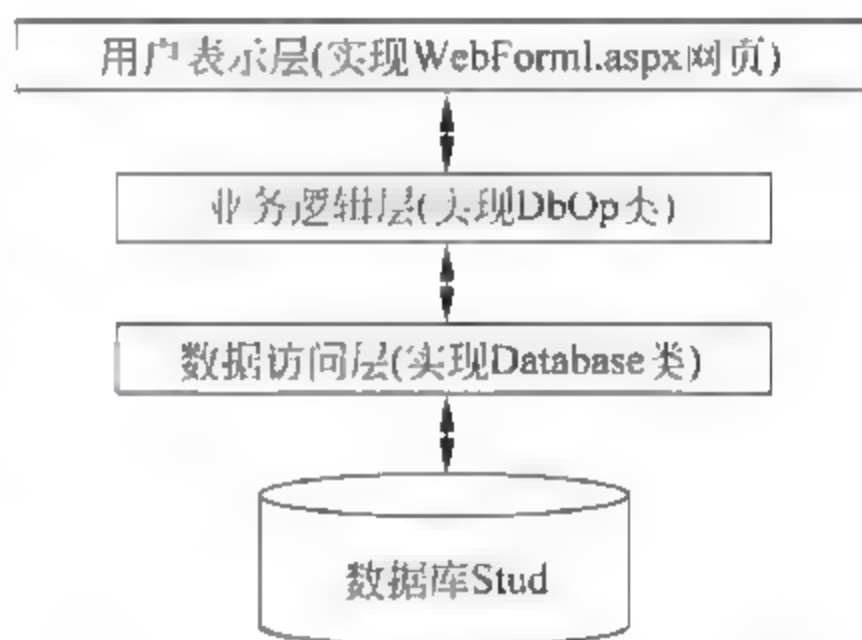 用户表示层(实现WebForm1.aspx网页)
业务逻辑层(实现DbOp类)
数据访问层(实现Database类)
数据库Stud